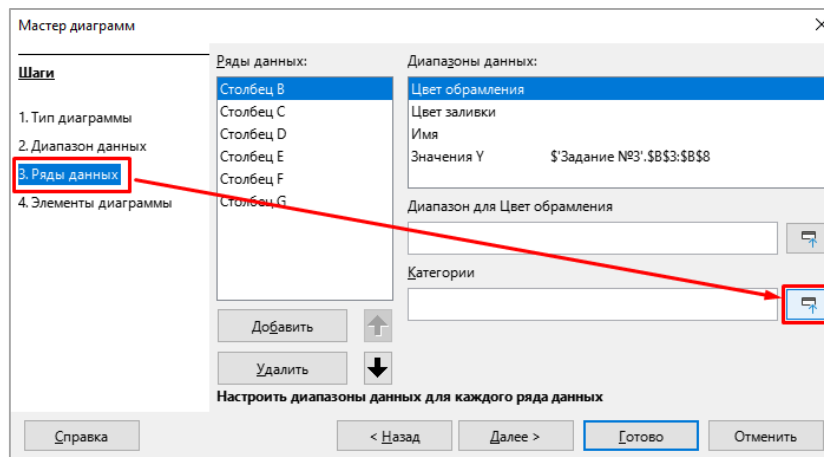 Мастер диаграмм
Шаги
1. Тип диаграммы
2. Диапазон данных
3. Ряды данных
4. Элементы диаграммы
Ряды данных:
Столбец B
Столбец C
Столбец D
Столбец E
Столбец F
Столбец G
Добавить
Удалить
Диапазоны данных:
Цвет обрамления
Цвет заливки
Имя
Значения Y $'Задание №3'.$B$3:$B$8
Диапазон для Цвет обрамления
Категории
Настроить диапазоны данных для каждого ряда данных
Справка
< Назад
Далее >
Готово
Отменить